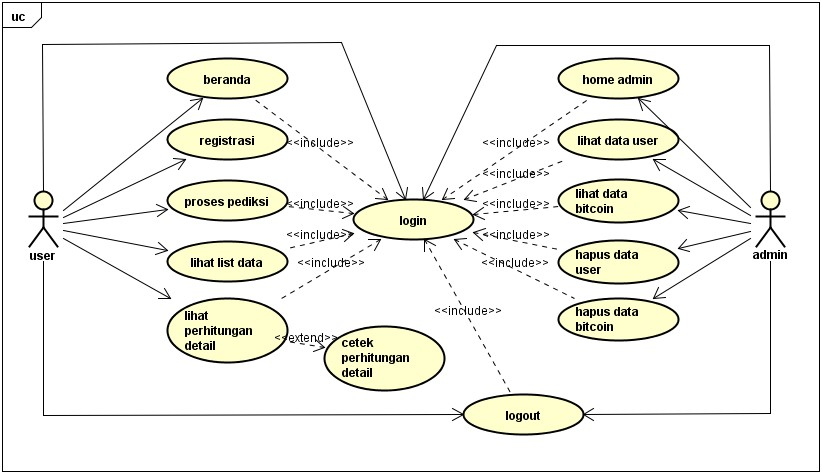 uc
beranda
home admin
registrasi
<<include>>
<<include>>
lihat data user
<<include>>
proses pediksi
<<include>>
<<include>>
lihat data
bitcoin
login
<<include>>
<<include>>
user
admin
lihat list data
<<include>>
<<include>>
hapus data
user
lihat
perhitungan
detail
<<include>>
hapus data
bitcoin
<<extend>>
cetek
perhitungan
detail
logout